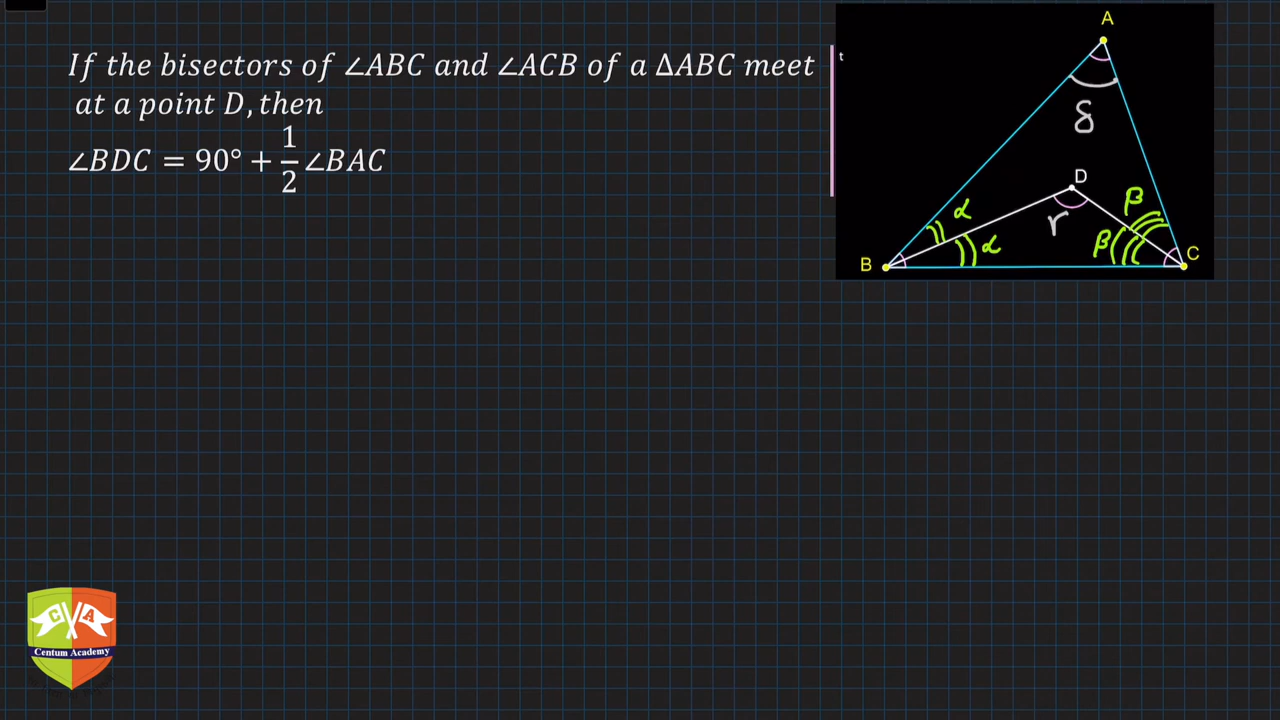 If the bisectors of ∠ABC and ∠ACB of a ΔABC meet
at a point D, then
∠BDC = 90° + 1/2 ∠BAC
t
A
δ
D
α
α
r
β
β
B
C
C A
Centum Academy